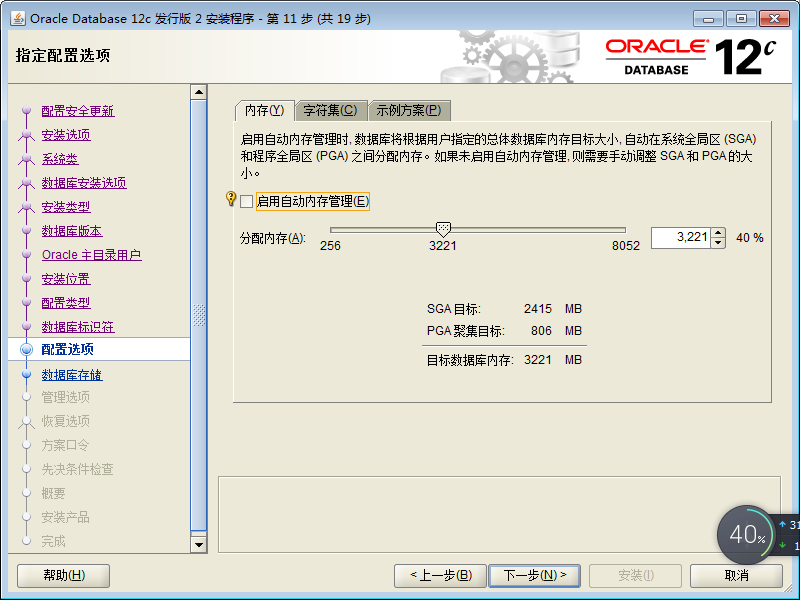 Oracle Database 12c 发行版 2 安装程序 - 第 11 步 (共 19 步)
指定配置选项
ORACLE®
DATABASE
12c
配置安全更新
安装选项
系统类
数据库安装选项
安装类型
数据库版本
Oracle 主目录用户
安装位置
配置类型
数据库标识符
配置选项
数据库存储
管理选项
恢复选项
方案口令
先决条件检查
概要
安装产品
完成
内存(Y)
字符集(C)
示例方案(P)
启用自动内存管理时, 数据库将根据用户指定的总体数据库内存目标大小, 自动在系统全局区 (SGA)
和程序全局区 (PGA) 之间分配内存。如果未启用自动内存管理, 则需要手动调整 SGA 和 PGA 的大
小。
启用自动内存管理(E)
分配内存(A):
256
3221
8052
3,221
40 %
SGA 目标: 2415 MB
PGA 聚集目标: 806 MB
目标数据库内存: 3221 MB
40%
帮助(H)
< 上一步(B)
下一步(N) >
安装(I)
取消